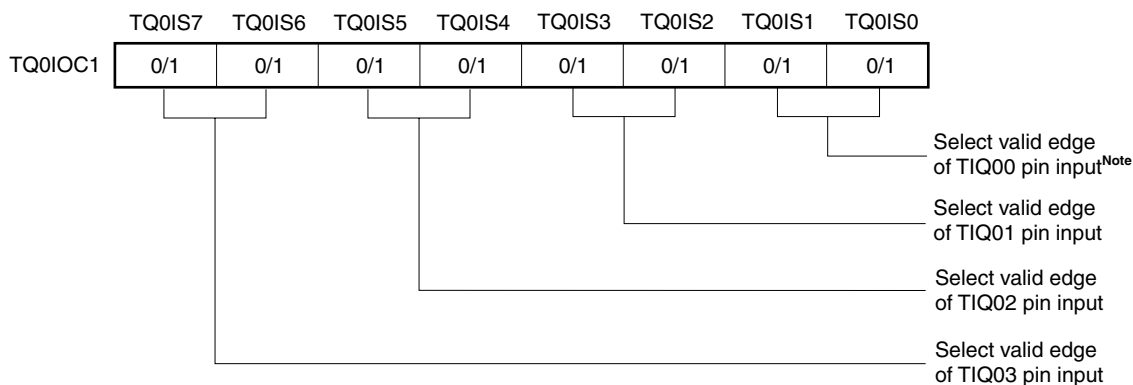 TQ0IS7 TQ0IS6 TQ0IS5 TQ0IS4 TQ0IS3 TQ0IS2 TQ0IS1 TQ0IS0
TQ0IOC1 0/1 0/1 0/1 0/1 0/1 0/1 0/1 0/1
Select valid edge
of TIQ00 pin inputNote
Select valid edge
of TIQ01 pin input
Select valid edge
of TIQ02 pin input
Select valid edge
of TIQ03 pin input